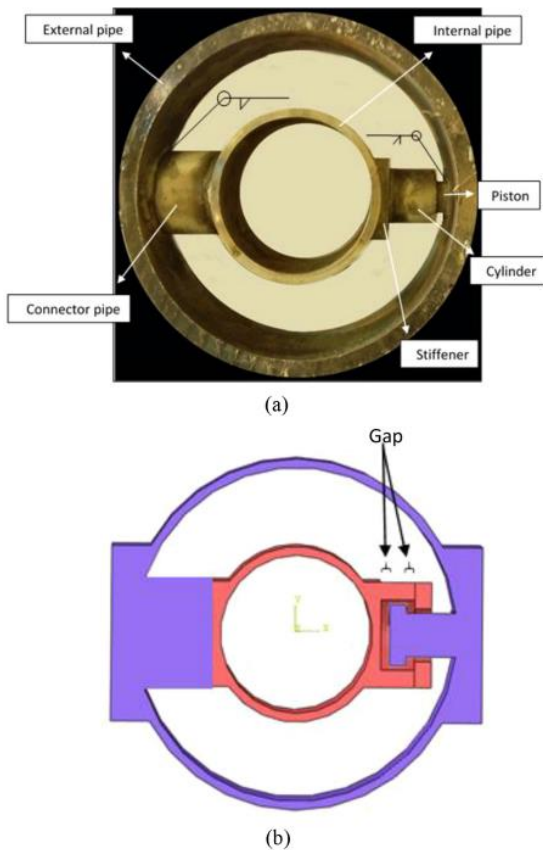 External pipe
Internal pipe
Piston
Cylinder
Connector pipe
Stiffener
(a)
Gap
Y
X
(b)